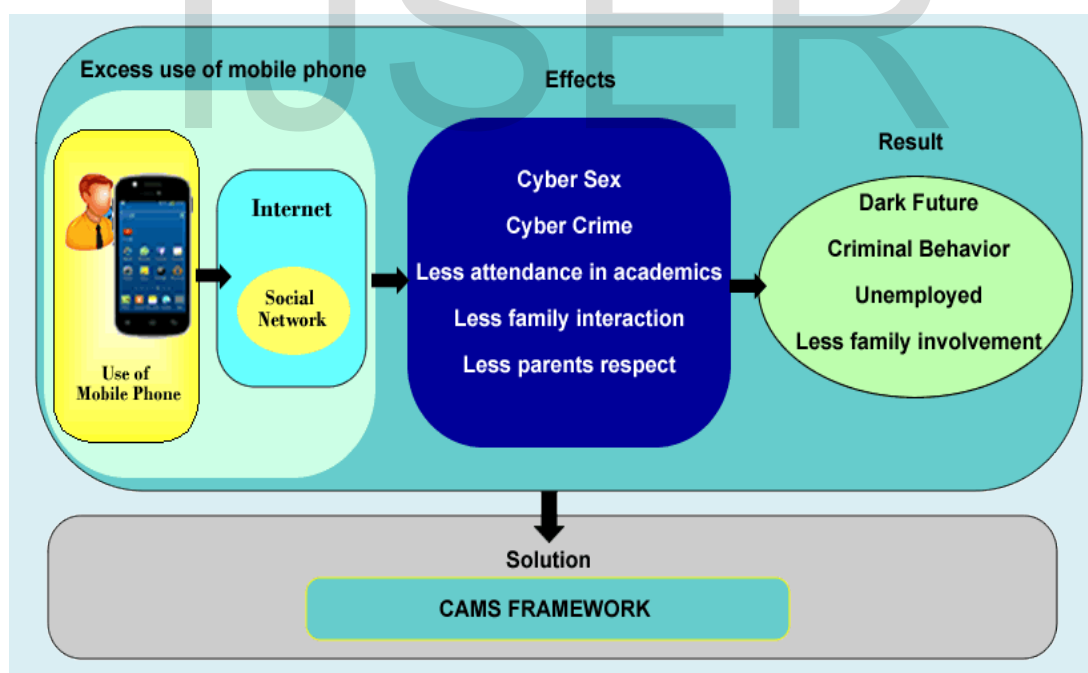 IJSER
Excess use of mobile phone
Effects
Result
Internet
Social
Network
Use of
Mobile Phone
Cyber Sex
Cyber Crime
Less attendance in academics
Less family interaction
Less parents respect
Dark Future
Criminal Behavior
Unemployed
Less family involvement
Solution
CAMS FRAMEWORK